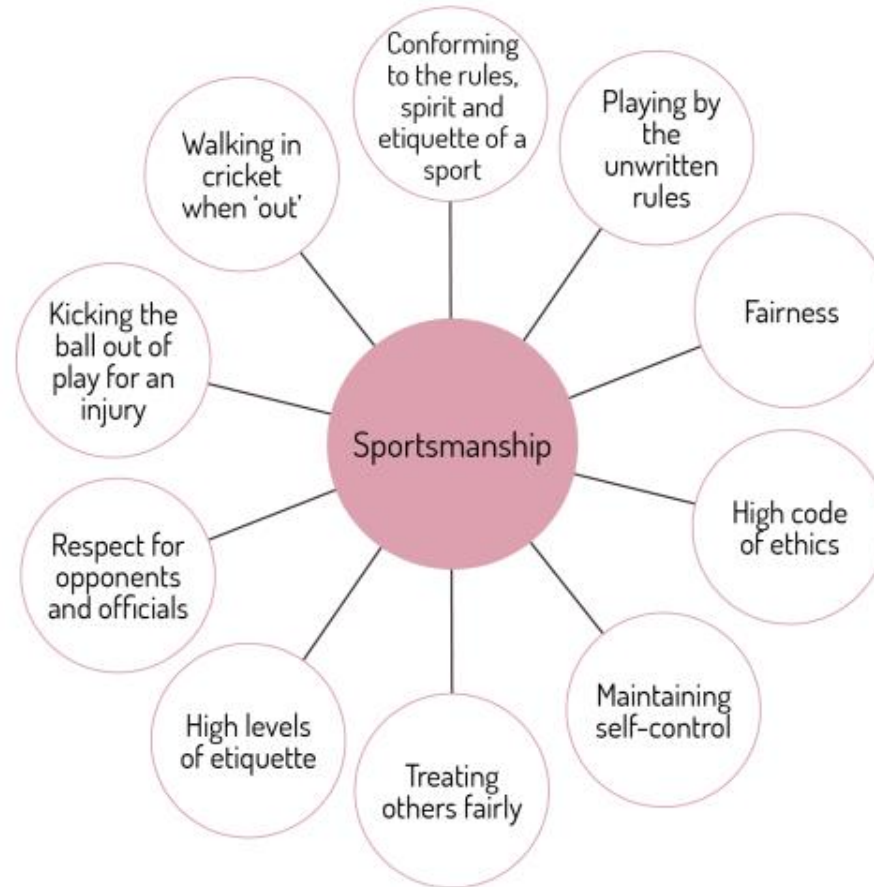 Sportsmanship
Conforming
to the rules,
spirit and
etiquette of a
sport
Playing by
the
unwritten
rules
Fairness
High code
of ethics
Maintaining
self-control
Treating
others fairly
High levels
of etiquette
Respect for
opponents
and officials
Kicking the
ball out of
play for an
injury
Walking in
cricket
when ‘out’